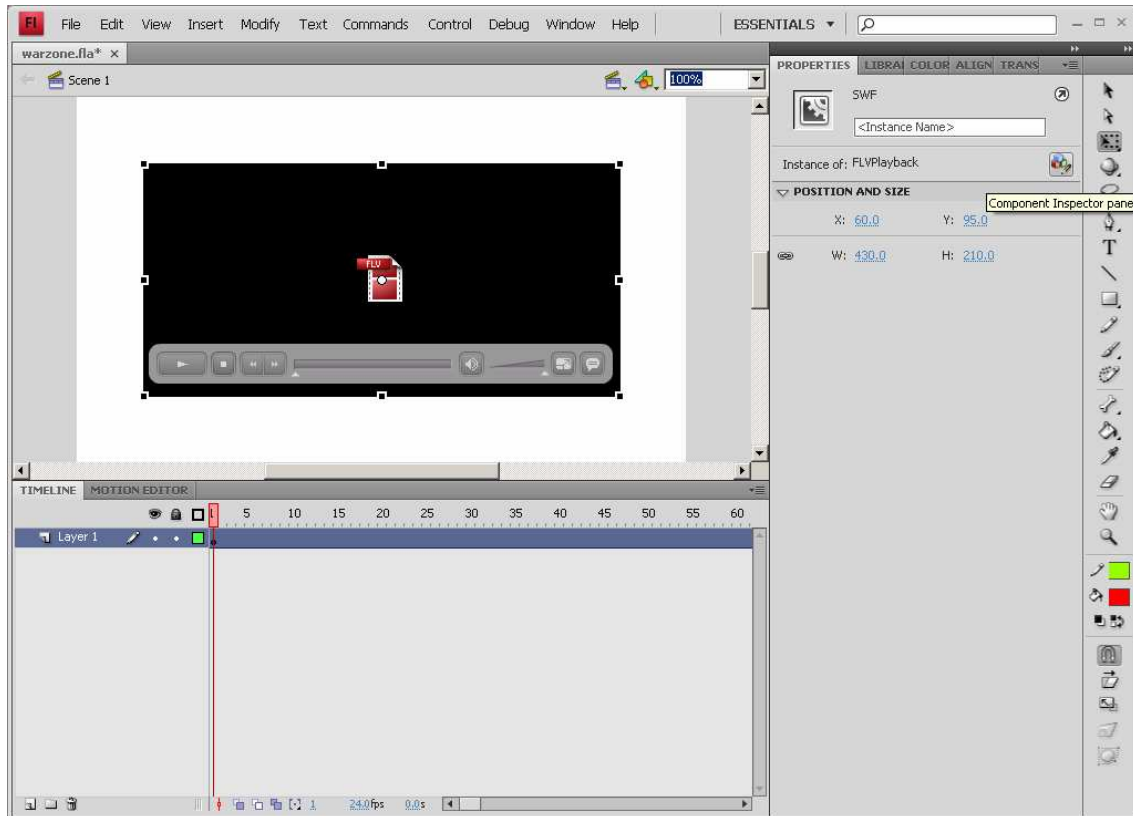 Fl File Edit View Insert Modify Text Commands Control Debug Window Help ESSENTIALS
warzone.fla* ×
Scene 1 100%
PROPERTIES LIBRA COLOR ALIGN TRANS
SWF
<Instance Name>
Instance of: FLVPlayback
POSITION AND SIZE
Component Inspector pane
X: 60.0 Y: 95.0
W: 430.0 H: 210.0
FLV
T
TIMELINE MOTION EDITOR
1 5 10 15 20 25 30 35 40 45 50 55 60
Layer 1
1 24.0fps 0.0s